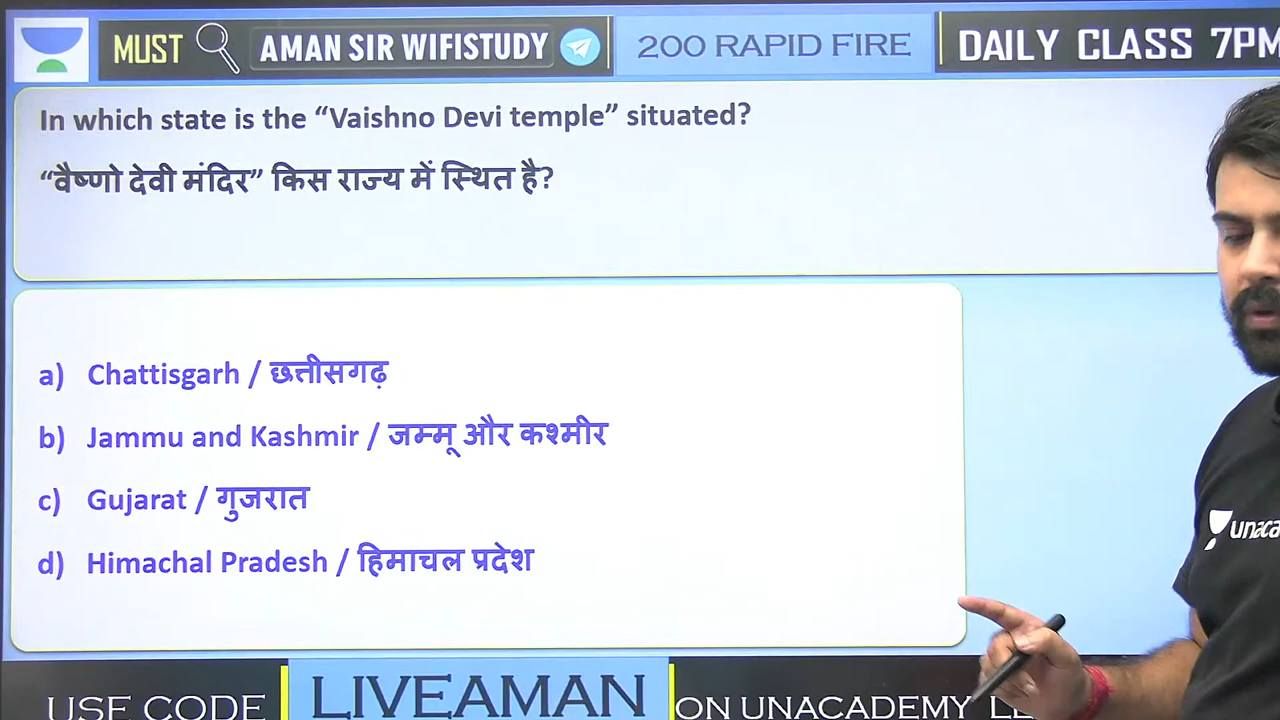 MUST AMAN SIR WIFISTUDY 200 RAPID FIRE DAILY CLASS 7PM
In which state is the “Vaishno Devi temple” situated?
“वैष्णो देवी मंदिर” किस राज्य में स्थित है?
a) Chattisgarh / छत्तीसगढ़
b) Jammu and Kashmir / जम्मू और कश्मीर
c) Gujarat / गुजरात
d) Himachal Pradesh / हिमाचल प्रदेश
unaca
USE CODE LIVEAMAN ON UNACADEMY LE